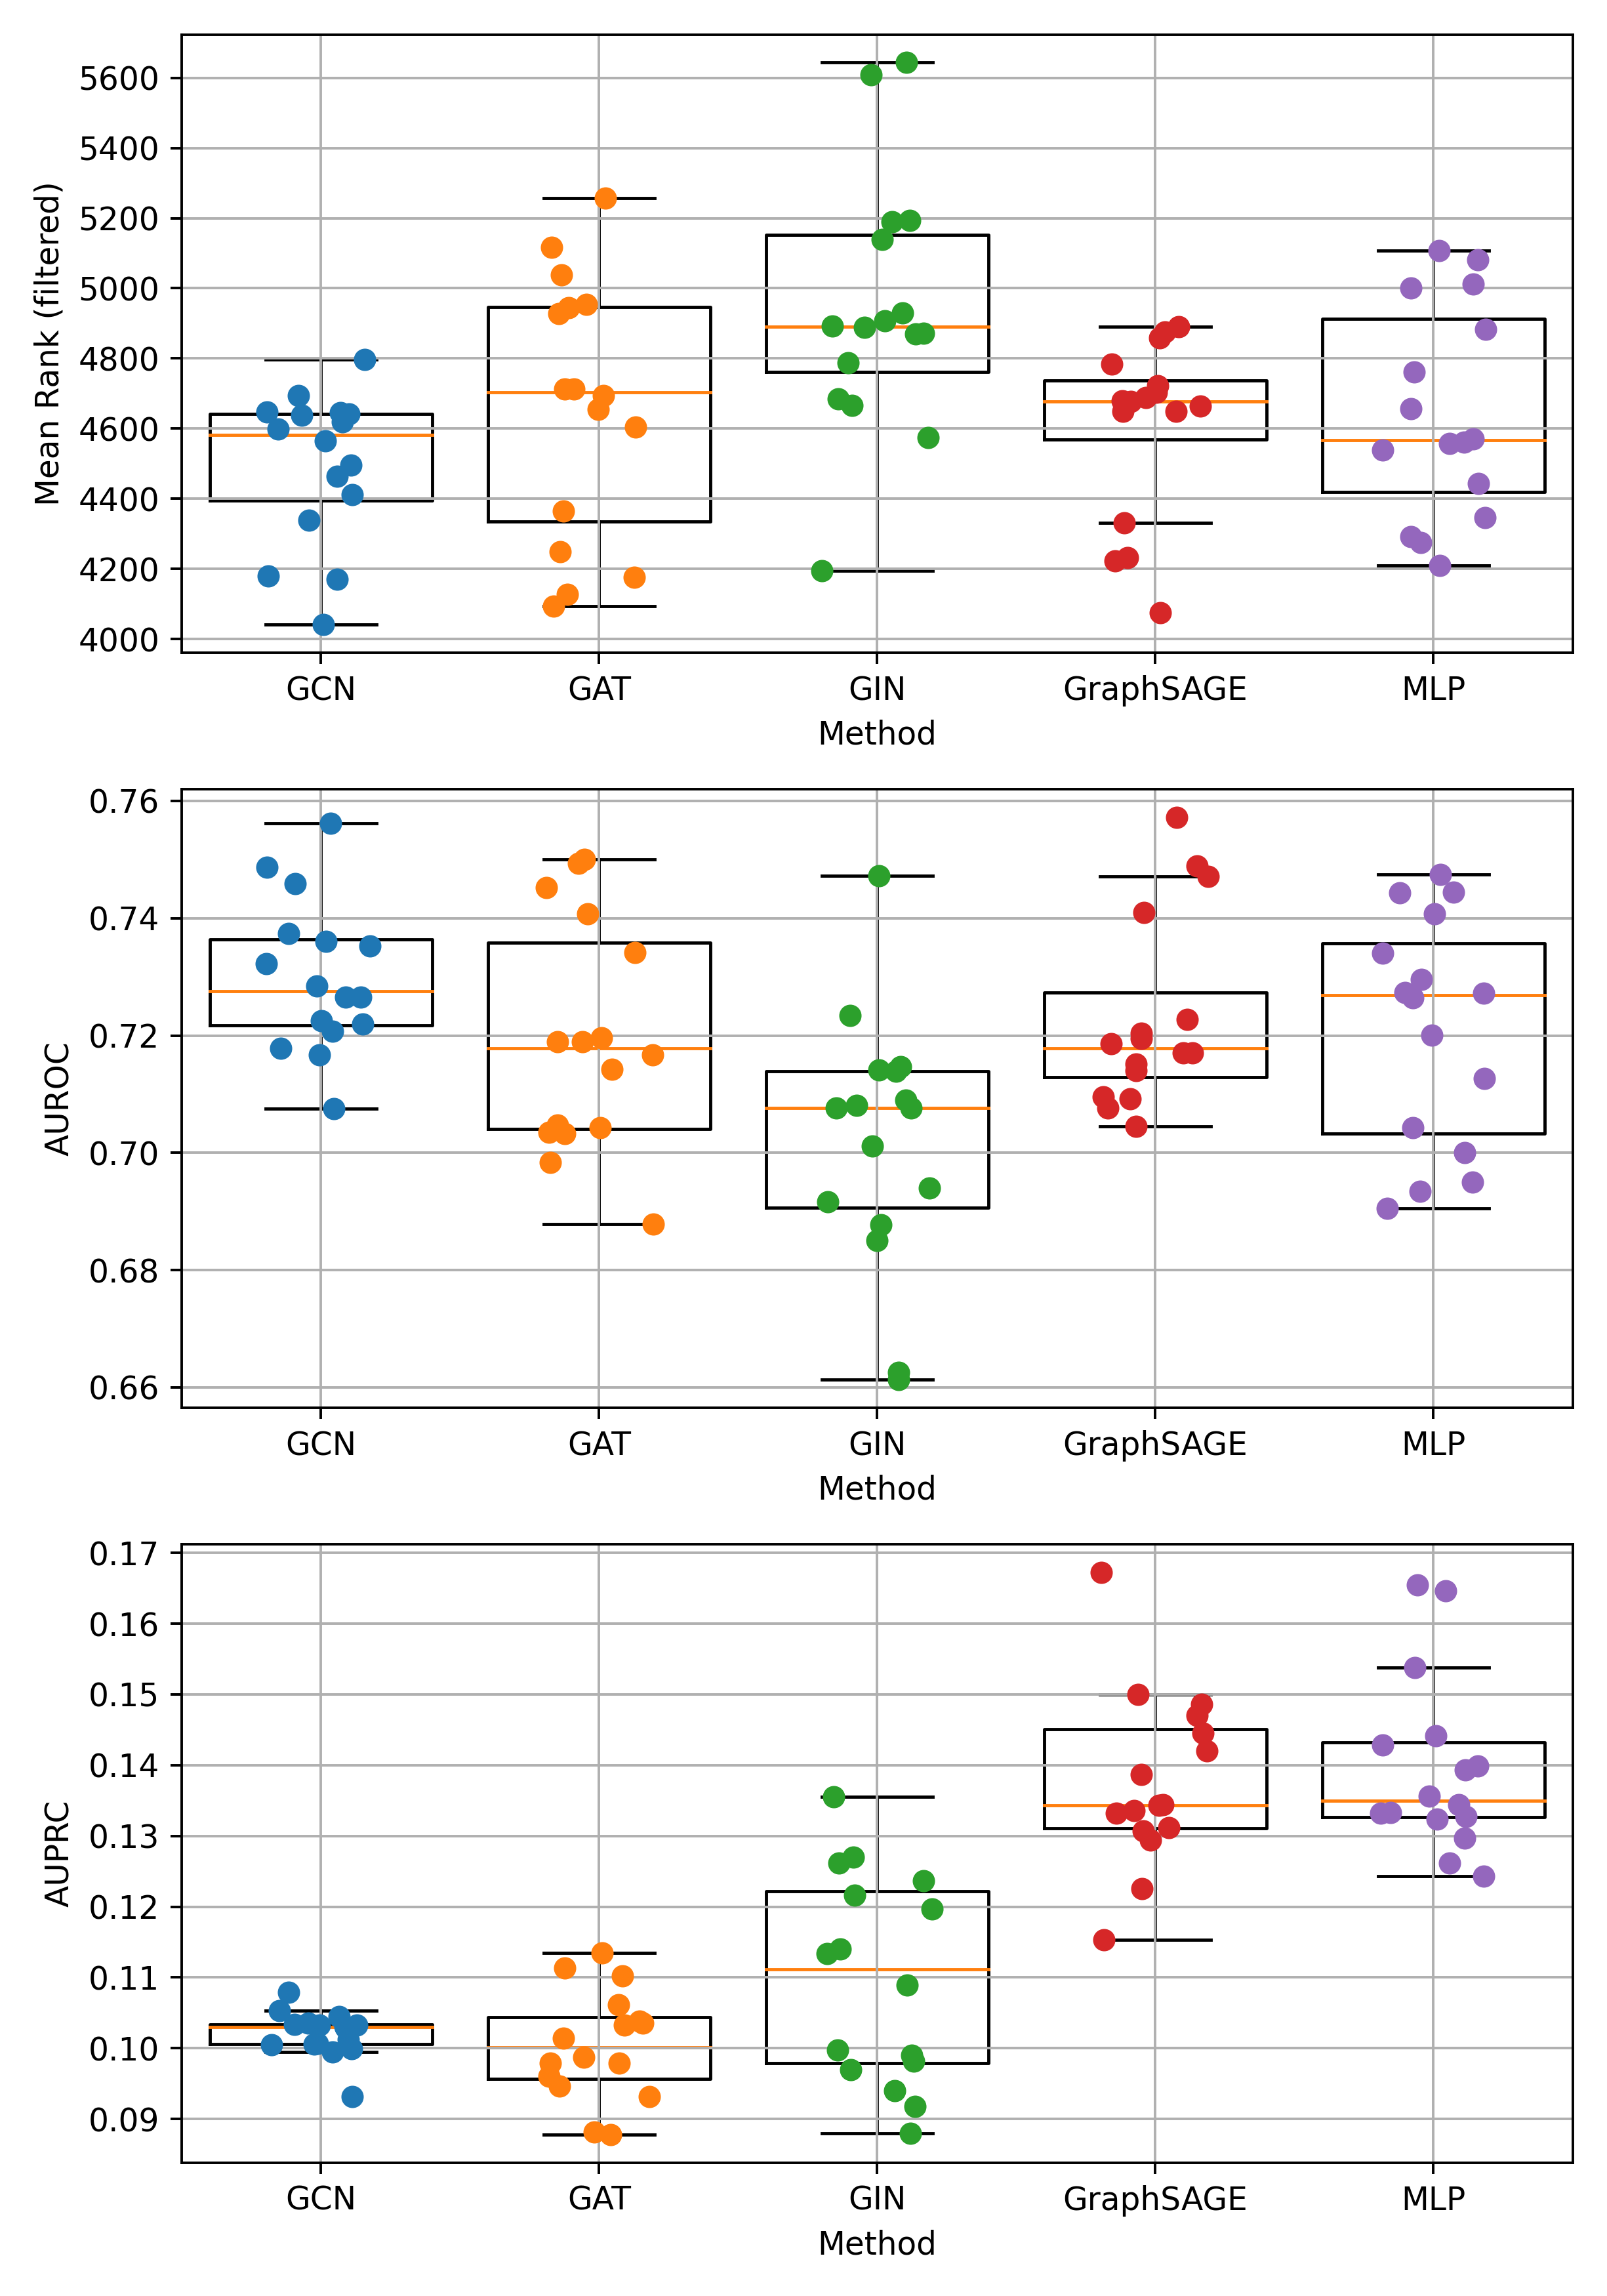 Mean Rank (filtered)
5600
5400
5200
5000
4800
4600
4400
4200
4000
GCN GAT GIN GraphSAGE MLP
Method
AUROC
0.76
0.74
0.72
0.70
0.68
0.66
GCN GAT GIN GraphSAGE MLP
Method
AUPRC
0.17
0.16
0.15
0.14
0.13
0.12
0.11
0.10
0.09
GCN GAT GIN GraphSAGE MLP
Method